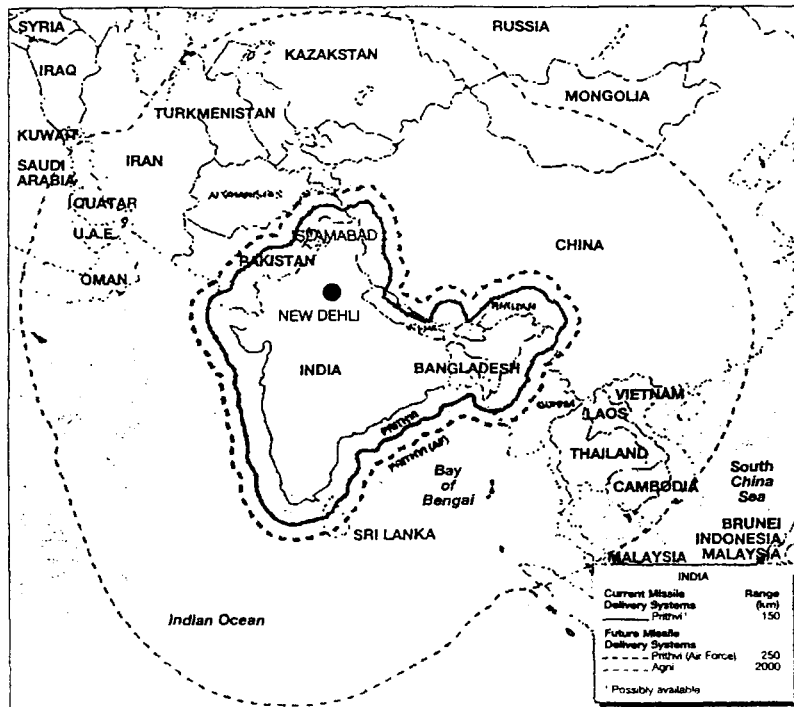 SYRIA
RUSSIA
KAZAKSTAN
IRAQ
MONGOLIA
TURKMENISTAN
KUWAIT
IRAN
SAUDI
ARABIA
QUATAR
ISLAMABAD
U.A.E.
CHINA
PAKISTAN
OMAN
NEW DEHLI
INDIA
BANGLADESH
VIETNAM
LAOS
PRITHVI
PRITHVI (AF)
THAILAND
Bay
of
Bengal
South
China
Sea
CAMBODIA
SRI LANKA
BRUNEI
INDONESIA
MALAYSIA
MALAYSIA
Indian Ocean
INDIA
Current Missile Range
Delivery Systems (km)
Prithvi ¹ 150
Future Missile
Delivery Systems
Prithvi (Air Force) 250
Agni 2000
¹ Possibly available